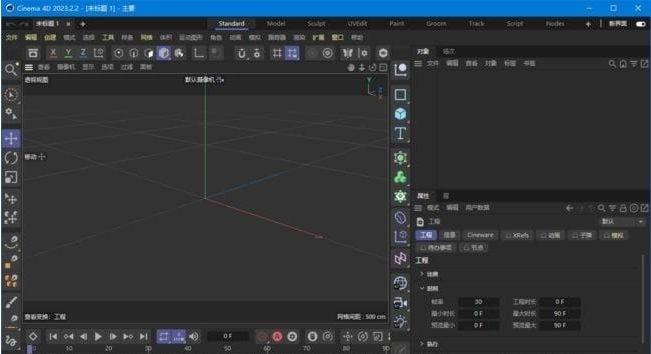 Cinema 4D 2023.2.2 - [未标题 1] - 主要
未标题 1 × + Standard Model Sculpt UVEdit Paint Groom Track Script Nodes + 新界面
文件 编辑 创建 模式 选择 工具 样条 网格 体积 运动图形 角色 动画 模拟 跟踪器 渲染 扩展 窗口 帮助
X Y Z
对象 场次
查看 摄像机 显示 选项 过滤 面板
文件 编辑 查看 对象 标签 书签
透视视图 默认摄像机
Y
Z
X
移动
T
属性 层
模式 编辑 用户数据
工程 默认
工程 信息 Cineware XRefs 动画 子弹 模拟
待办事项 节点
工程
> 比例
时间
帧率 30 工程时长 0 F
最小时长 0 F 最大时长 90 F
预览最小 0 F 预览最大 90 F
> 执行
查看变换: 工程 网格间距 : 500 cm
0 F
0 10 20 30 40 50 60 70 80 90